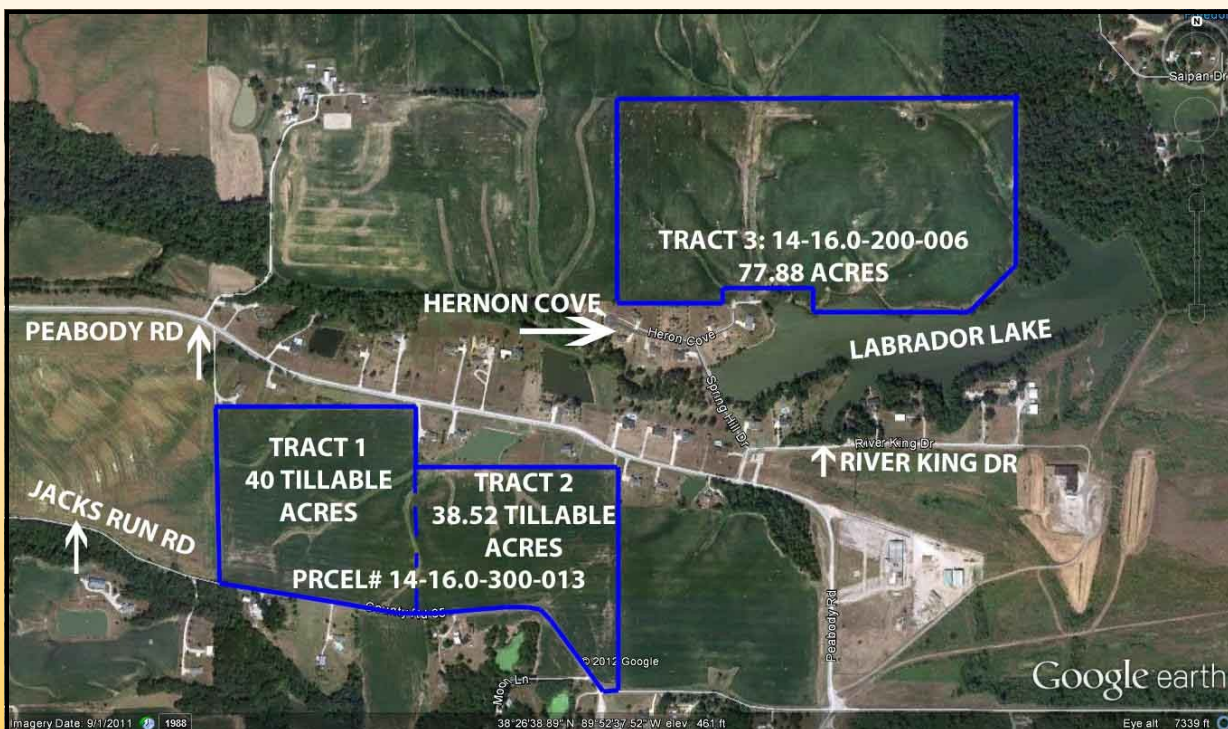 N
Saipan Dr
TRACT 3: 14-16.0-200-006
77.88 ACRES
HERNON COVE
PEABODY RD
Heron Cove
LABRADOR LAKE
Spring Hill Dr
River King Dr
RIVER KING DR
TRACT 1
40 TILLABLE
ACRES
TRACT 2
38.52 TILLABLE
ACRES
JACKS RUN RD
PRCEL# 14-16.0-300-013
Peabody Rd
© 2012 Google
Ln
Google earth
Imagery Date: 9/1/2011
1988
38°26'38.89" N 89°52'37.52" W elev 461 ft
Eye alt 7339 ft